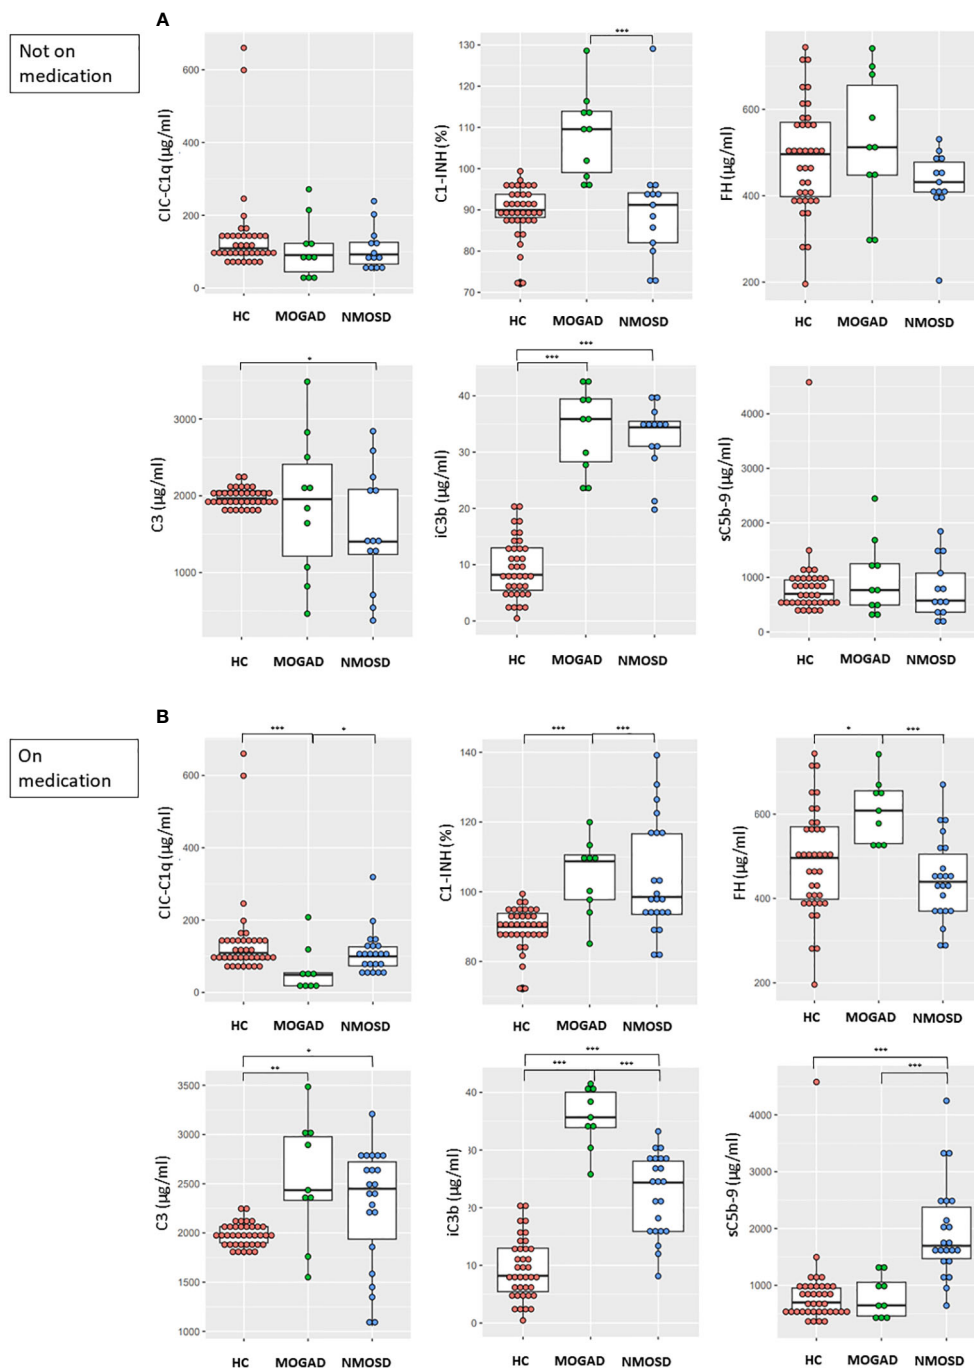 A
Not on
medication
CIC-C1q (µg/ml)
600
400
200
0
HC MOGAD NMOSD
C1-INH (%)
***
130
120
110
100
90
80
70
HC MOGAD NMOSD
FH (µg/ml)
600
400
200
HC MOGAD NMOSD
C3 (µg/ml)
*
3000
2000
1000
HC MOGAD NMOSD
iC3b (µg/ml)
***
***
40
30
20
10
0
HC MOGAD NMOSD
sC5b-9 (µg/ml)
4000
3000
2000
1000
0
HC MOGAD NMOSD
B
On
medication
CIC-C1q (µg/ml)
*** *
600
400
200
0
HC MOGAD NMOSD
C1-INH (%)
*** ***
140
120
100
80
HC MOGAD NMOSD
FH (µg/ml)
* ***
600
400
200
HC MOGAD NMOSD
C3 (µg/ml)
*
**
3500
3000
2500
2000
1500
1000
HC MOGAD NMOSD
iC3b (µg/ml)
***
*** ***
40
30
20
10
0
HC MOGAD NMOSD
sC5b-9 (µg/ml)
***
***
4000
3000
2000
1000
HC MOGAD NMOSD